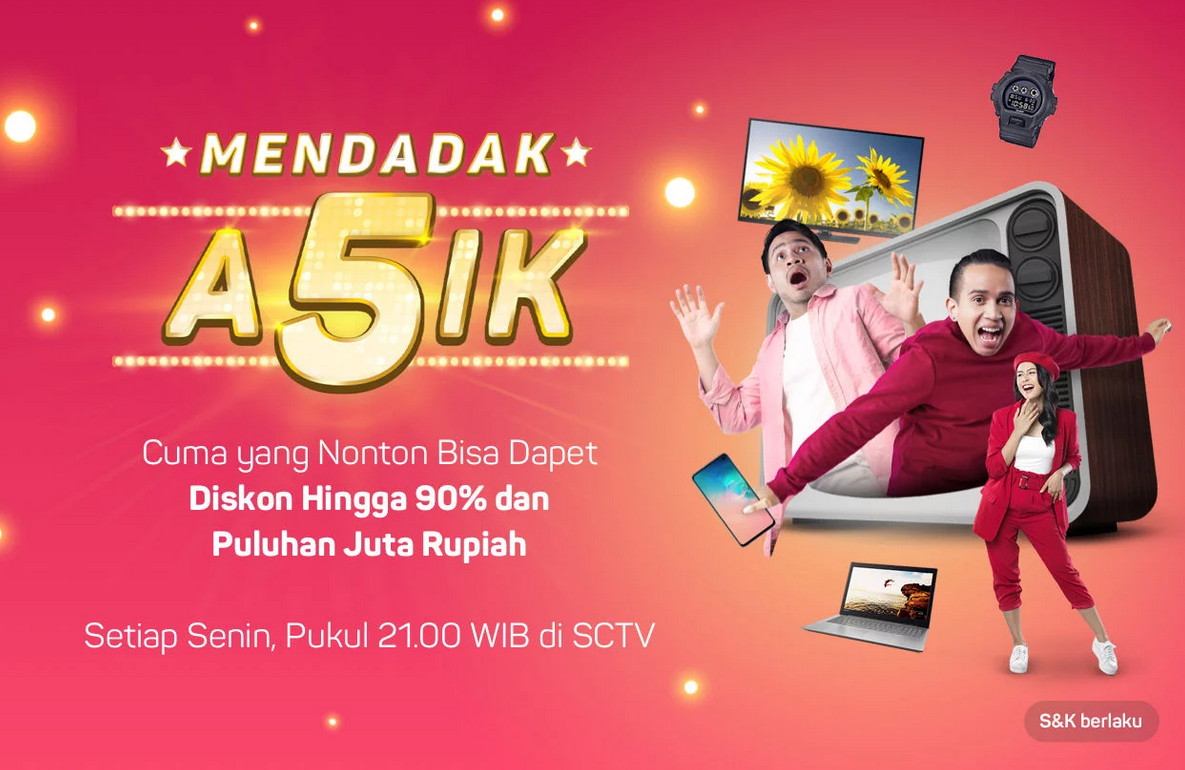 MENDADAK
A5IK
Cuma yang Nonton Bisa Dapet
Diskon Hingga 90% dan
Puluhan Juta Rupiah
Setiap Senin, Pukul 21.00 WIB di SCTV
S&K berlaku